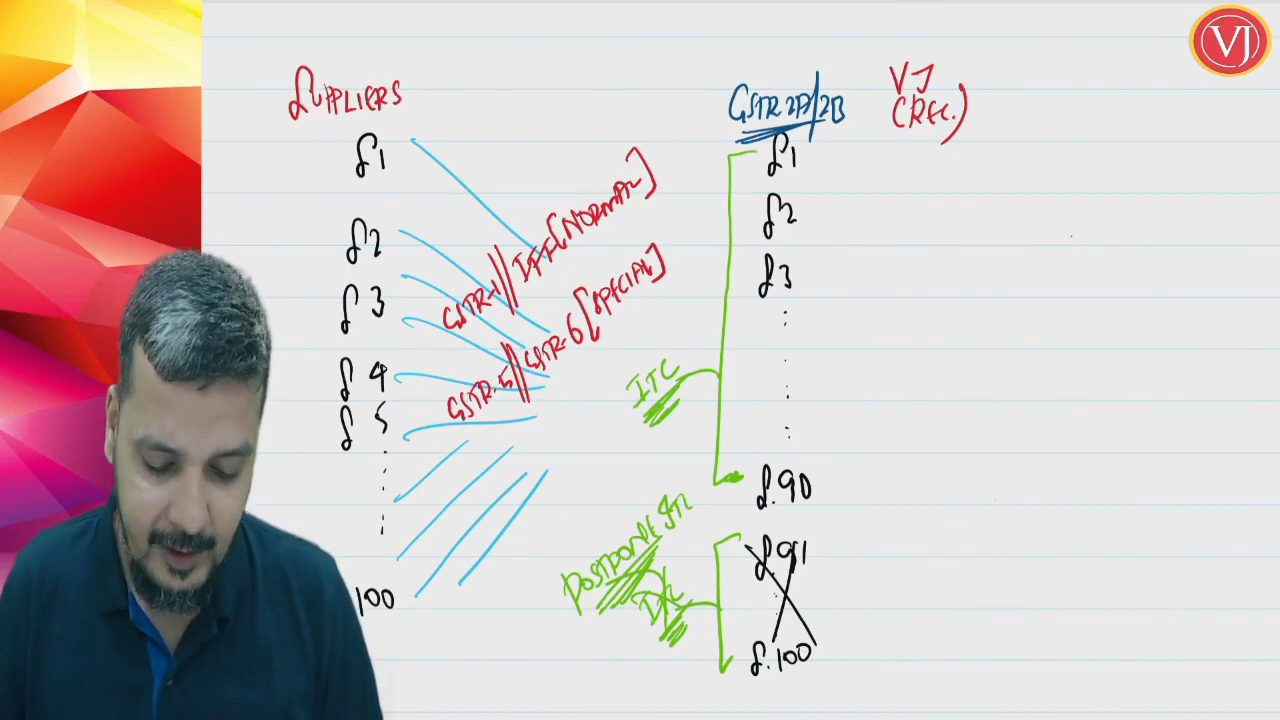 VJ
SUPPLIERS
S1
S2
S3
S4
S5
100
GSTR-1//IFF[NORMAL]
GSTR-5//GSTR-6[SPECIAL]
GSTR 2A/2B
S1
S2
S3
S.90
S.91
S.100
ITC
POSTPONE ITC
VJ
(REC.)